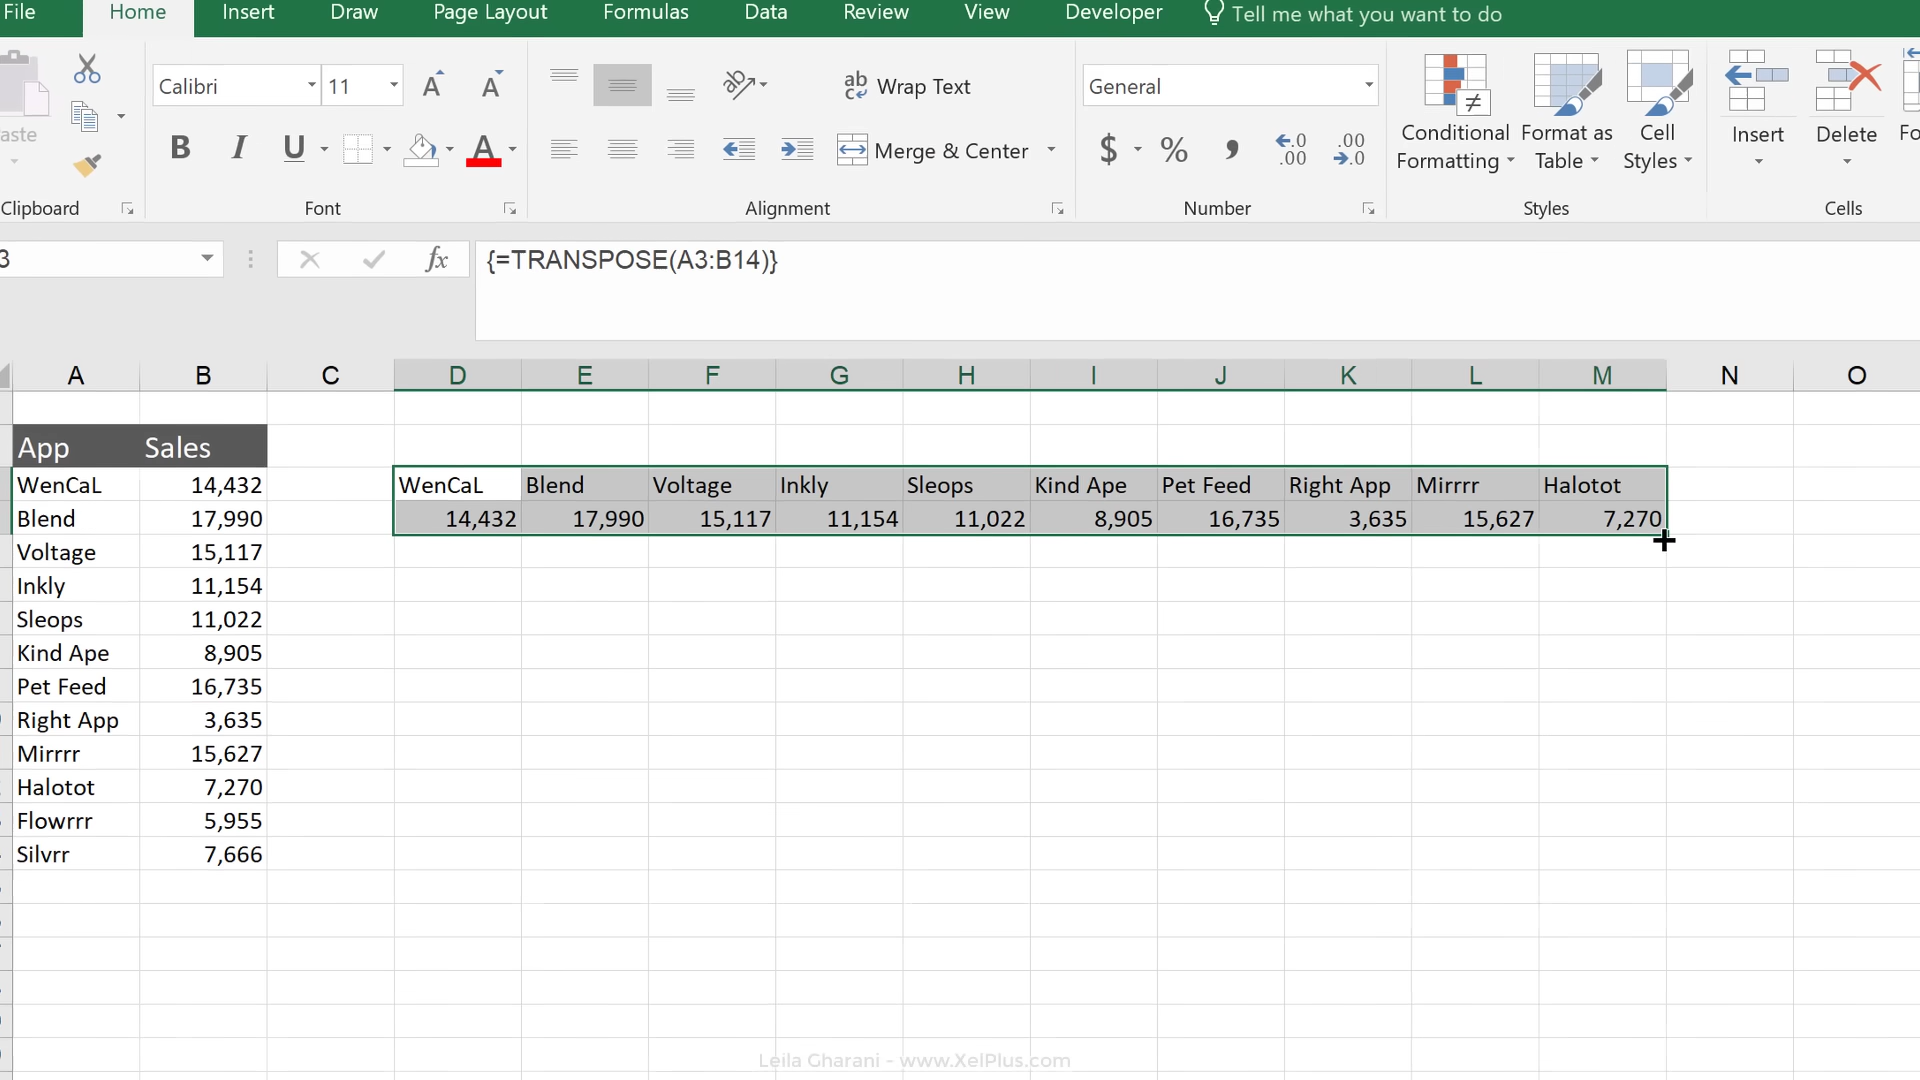 File Home Insert Draw Page Layout Formulas Data Review View Developer Tell me what you want to do
Calibri 11 Wrap Text General
B I U A Merge & Center $ % , Conditional Formatting Format as Table Cell Styles Insert Delete
Clipboard Font Alignment Number Styles Cells
3 fx {=TRANSPOSE(A3:B14)}
A B C D E F G H I J K L M N O
App Sales
WenCaL 14,432 WenCaL Blend Voltage Inkly Sleops Kind Ape Pet Feed Right App Mirrrr Halotot
Blend 17,990 14,432 17,990 15,117 11,154 11,022 8,905 16,735 3,635 15,627 7,270
Voltage 15,117
Inkly 11,154
Sleops 11,022
Kind Ape 8,905
Pet Feed 16,735
Right App 3,635
Mirrrr 15,627
Halotot 7,270
Flowrrr 5,955
Silvrr 7,666
Leila Gharani - www.XelPlus.com